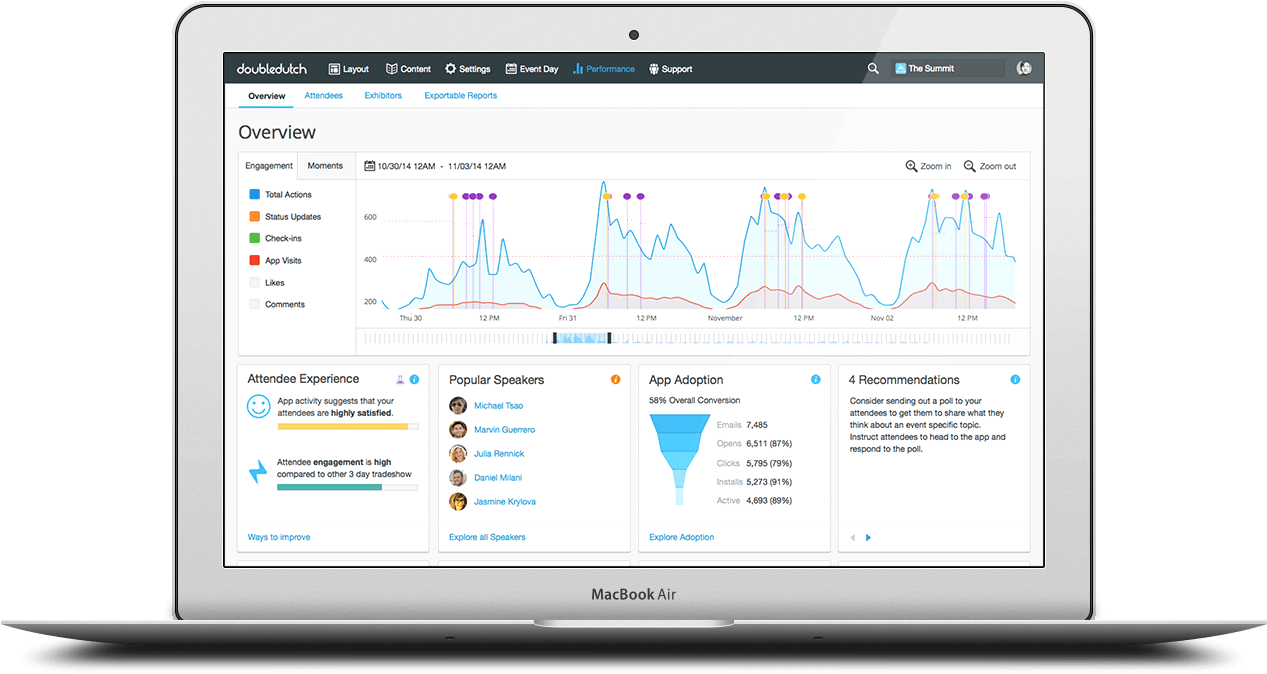 doubledutch Layout Content Settings Event Day Performance Support The Summit
Overview Attendees Exhibitors Exportable Reports
Overview
Engagement Moments 10/30/14 12AM - 11/03/14 12AM Zoom in Zoom out
Total Actions
Status Updates
Check-ins
App Visits
Likes
Comments
600
400
200
Thu 30 12 PM Fri 31 12 PM November 12 PM Nov 02 12 PM
Attendee Experience
App activity suggests that your
attendees are highly satisfied.
Attendee engagement is high
compared to other 3 day tradeshow
Ways to improve
Popular Speakers
Michael Tsao
Marvin Guerrero
Julia Rennick
Daniel Milani
Jasmine Krylova
Explore all Speakers
App Adoption
58% Overall Conversion
Emails 7,485
Opens 6,511 (87%)
Clicks 5,795 (79%)
Installs 5,273 (91%)
Active 4,693 (89%)
Explore Adoption
4 Recommendations
Consider sending out a poll to your
attendees to get them to share what they
think about an event specific topic.
Instruct attendees to head to the app and
respond to the poll.
MacBook Air